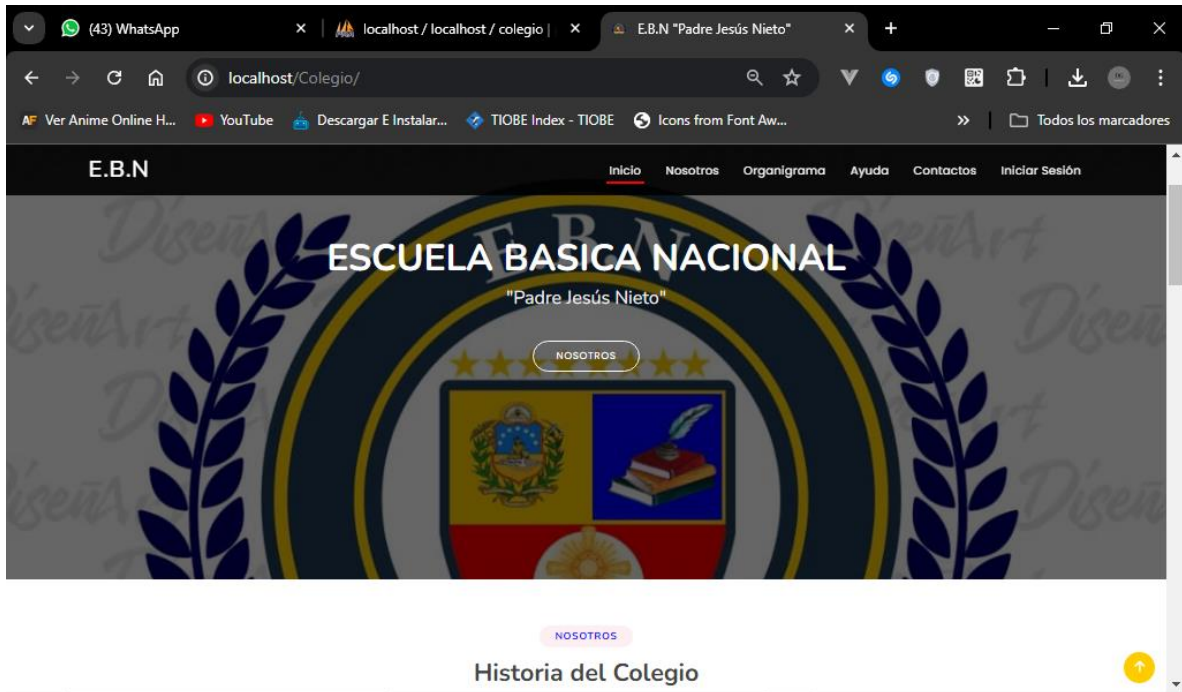 (43) WhatsApp
localhost / localhost / colegio |
E.B.N "Padre Jesús Nieto"
localhost/Colegio/
AF Ver Anime Online H...
YouTube
Descargar E Instalar...
TIOBE Index - TIOBE
Icons from Font Aw...
»
Todos los marcadores
E.B.N
Inicio Nosotros Organigrama Ayuda Contactos Iniciar Sesión
E.B.N.
ESCUELA BASICA NACIONAL
"Padre Jesús Nieto"
NOSOTROS
DíseñArt
NOSOTROS
Historia del Colegio